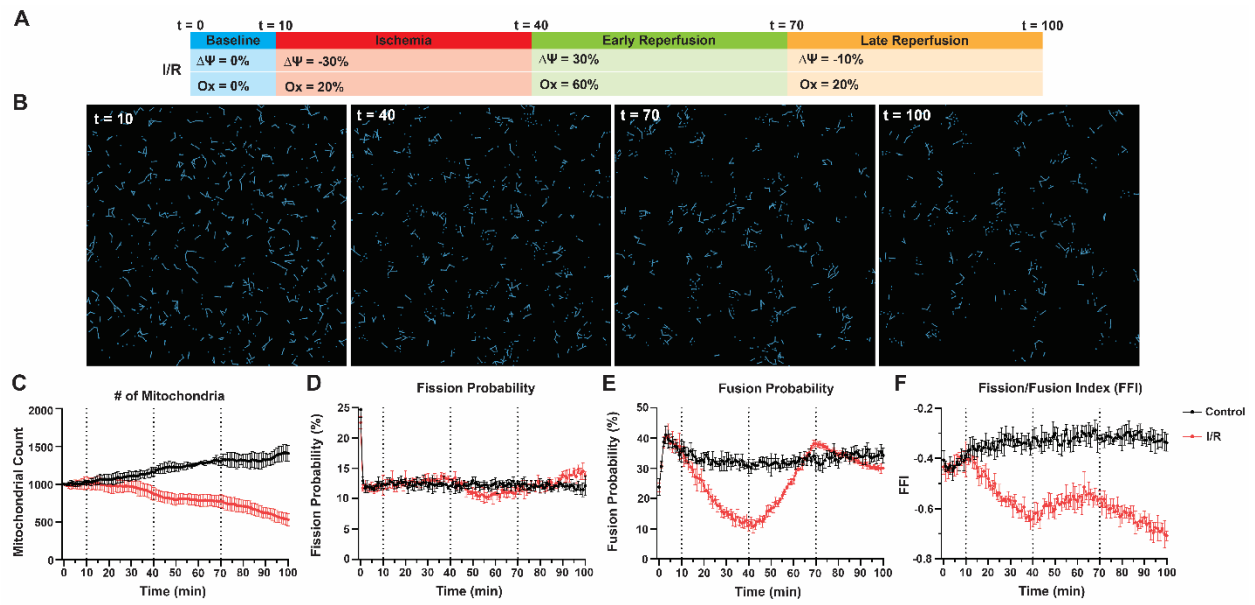 A
t = 0 t = 10 t = 40 t = 70 t = 100
Baseline Ischemia Early Reperfusion Late Reperfusion
I/R
ΔΨ = 0% ΔΨ = -30% ΔΨ = 30% ΔΨ = -10%
Ox = 0% Ox = 20% Ox = 60% Ox = 20%
B
t = 10 t = 40 t = 70 t = 100
C
# of Mitochondria
Mitochondrial Count
2000
1500
1000
500
0
0 10 20 30 40 50 60 70 80 90 100
Time (min)
D
Fission Probability
Fission Probability (%)
25
20
15
10
5
0
0 10 20 30 40 50 60 70 80 90 100
Time (min)
E
Fusion Probability
Fusion Probability (%)
50
40
30
20
10
0
0 10 20 30 40 50 60 70 80 90 100
Time (min)
F
Fission/Fusion Index (FFI)
FFI
-0.2
-0.4
-0.6
-0.8
0 10 20 30 40 50 60 70 80 90 100
Time (min)
Control
I/R